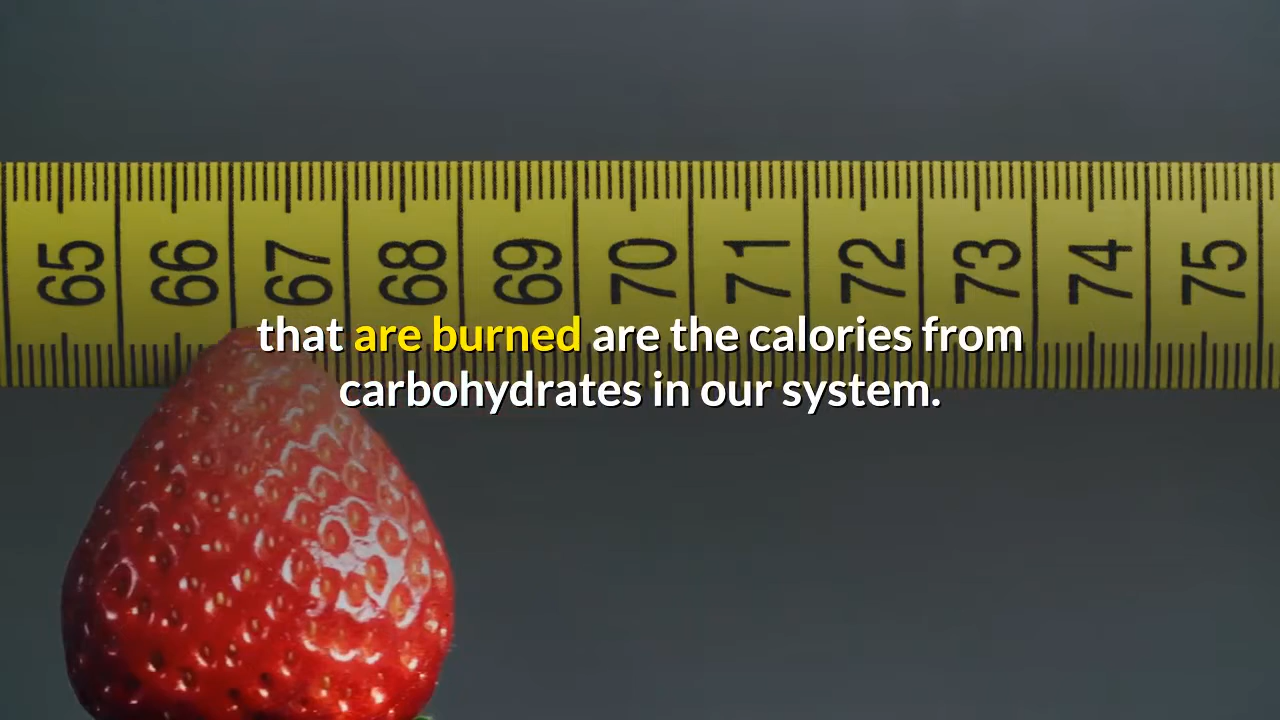 65 66 67 68 69 70 71 72 73 74 75
that are burned are the calories from
carbohydrates in our system.